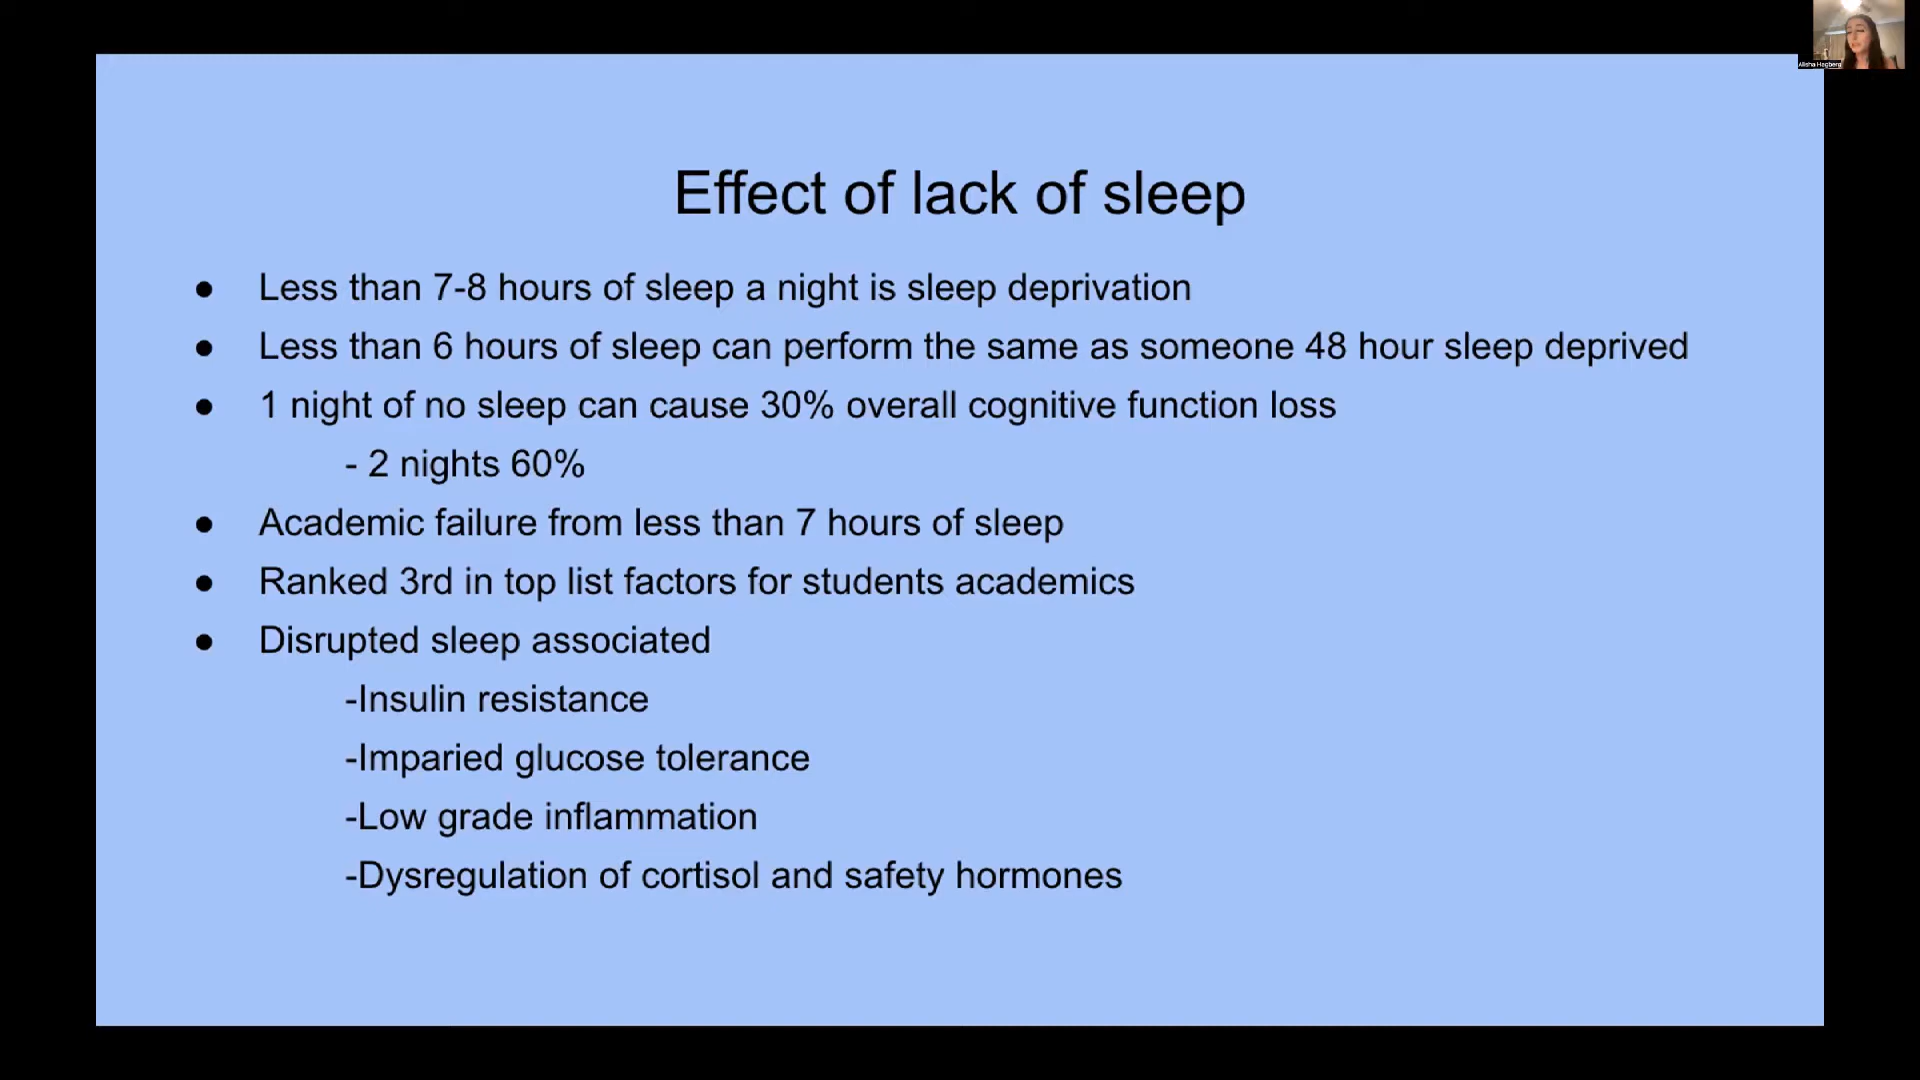 Alisha Hagberg
Effect of lack of sleep
● Less than 7-8 hours of sleep a night is sleep deprivation
● Less than 6 hours of sleep can perform the same as someone 48 hour sleep deprived
● 1 night of no sleep can cause 30% overall cognitive function loss
- 2 nights 60%
● Academic failure from less than 7 hours of sleep
● Ranked 3rd in top list factors for students academics
● Disrupted sleep associated
-Insulin resistance
-Imparied glucose tolerance
-Low grade inflammation
-Dysregulation of cortisol and safety hormones